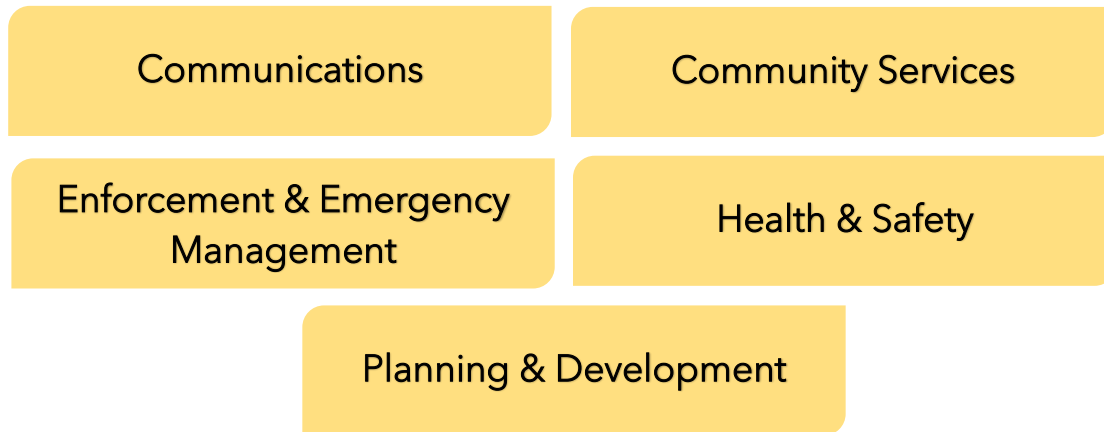 Communications
Community Services
Enforcement & Emergency
Management
Health & Safety
Planning & Development